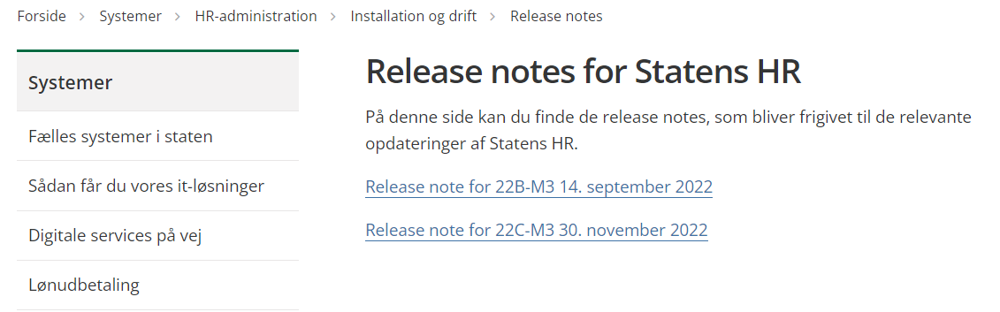 Forside > Systemer > HR-administration > Installation og drift > Release notes
Systemer
Fælles systemer i staten
Sådan får du vores it-løsninger
Digitale services på vej
Lønudbetaling
Release notes for Statens HR
På denne side kan du finde de release notes, som bliver frigivet til de relevante
opdateringer af Statens HR.
Release note for 22B-M3 14. september 2022
Release note for 22C-M3 30. november 2022